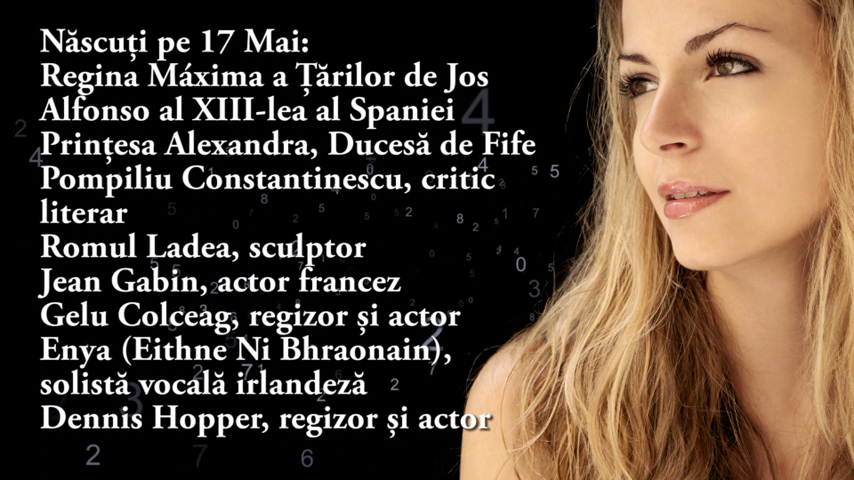 Născuți pe 17 Mai:
Regina Máxima a Țărilor de Jos
Alfonso al XIII-lea al Spaniei
Prințesa Alexandra, Ducesă de Fife
Pompiliu Constantinescu, critic
literar
Romul Ladea, sculptor
Jean Gabin, actor francez
Gelu Colceag, regizor și actor
Enya (Eithne Ni Bhraonain),
solistă vocală irlandeză
Dennis Hopper, regizor și actor